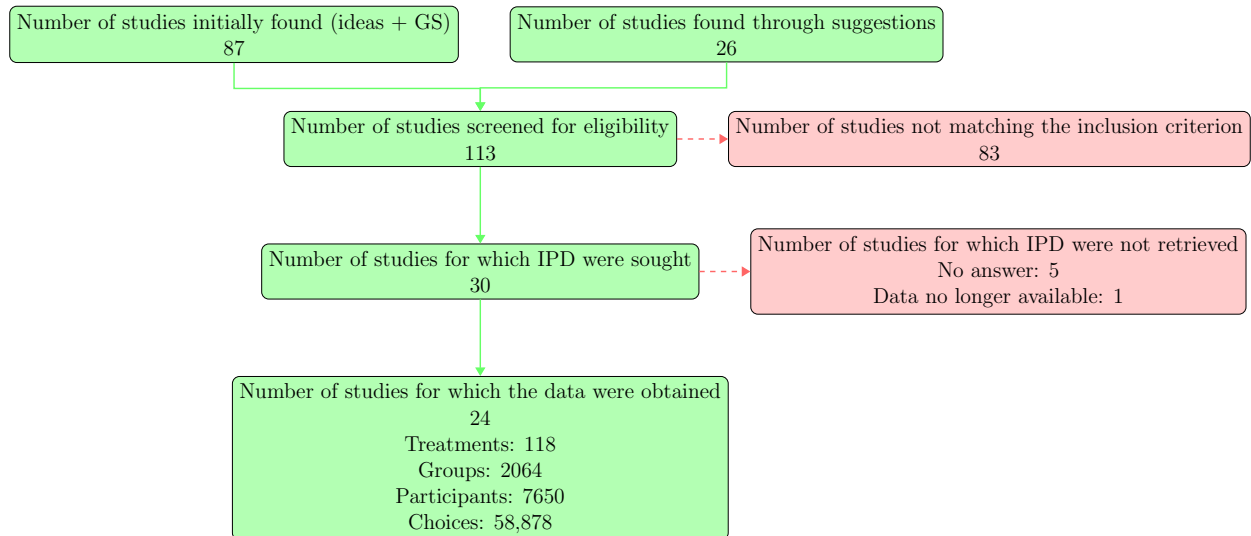 Number of studies initially found (ideas + GS)
87
Number of studies found through suggestions
26
Number of studies screened for eligibility
113
Number of studies not matching the inclusion criterion
83
Number of studies for which IPD were sought
30
Number of studies for which IPD were not retrieved
No answer: 5
Data no longer available: 1
Number of studies for which the data were obtained
24
Treatments: 118
Groups: 2064
Participants: 7650
Choices: 58,878